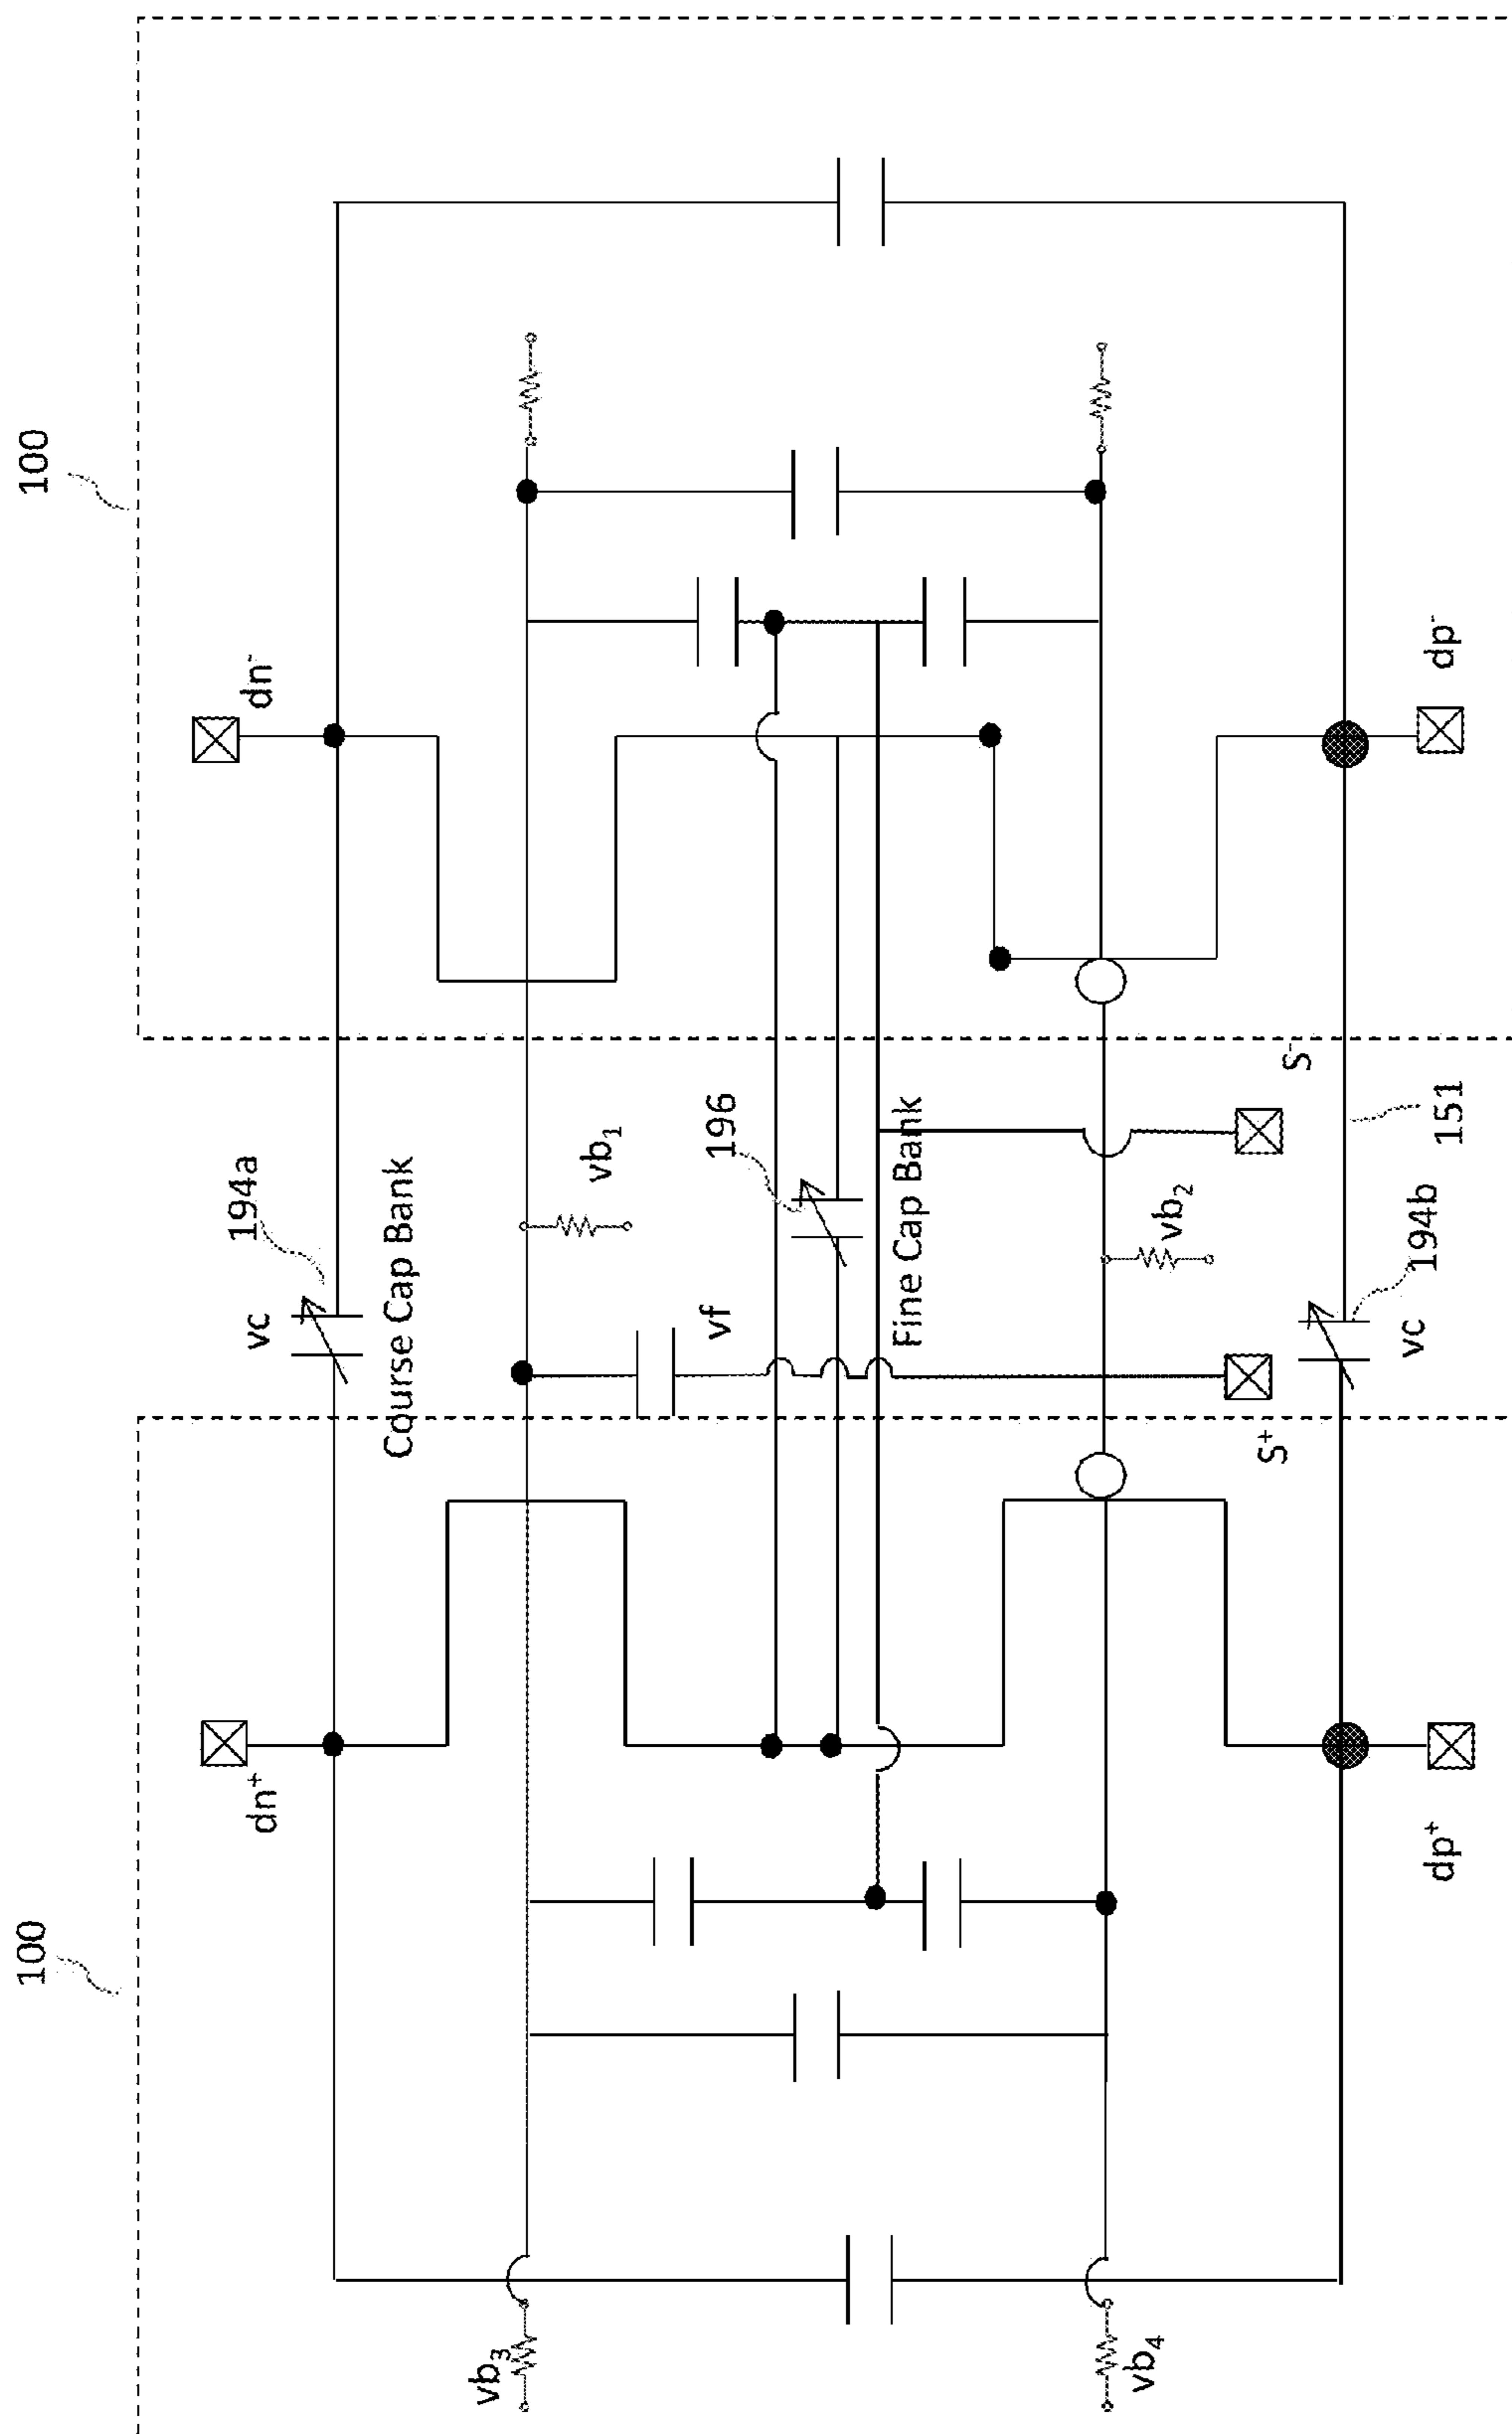 100
100
dn⁺
dn⁻
194a
vc
Course Cap Bank
vb₁
196
vf
Fine Cap Bank
vb₂
vb₃
vb₄
S⁺
S⁻
194b
vc
151
dp⁺
dp⁻